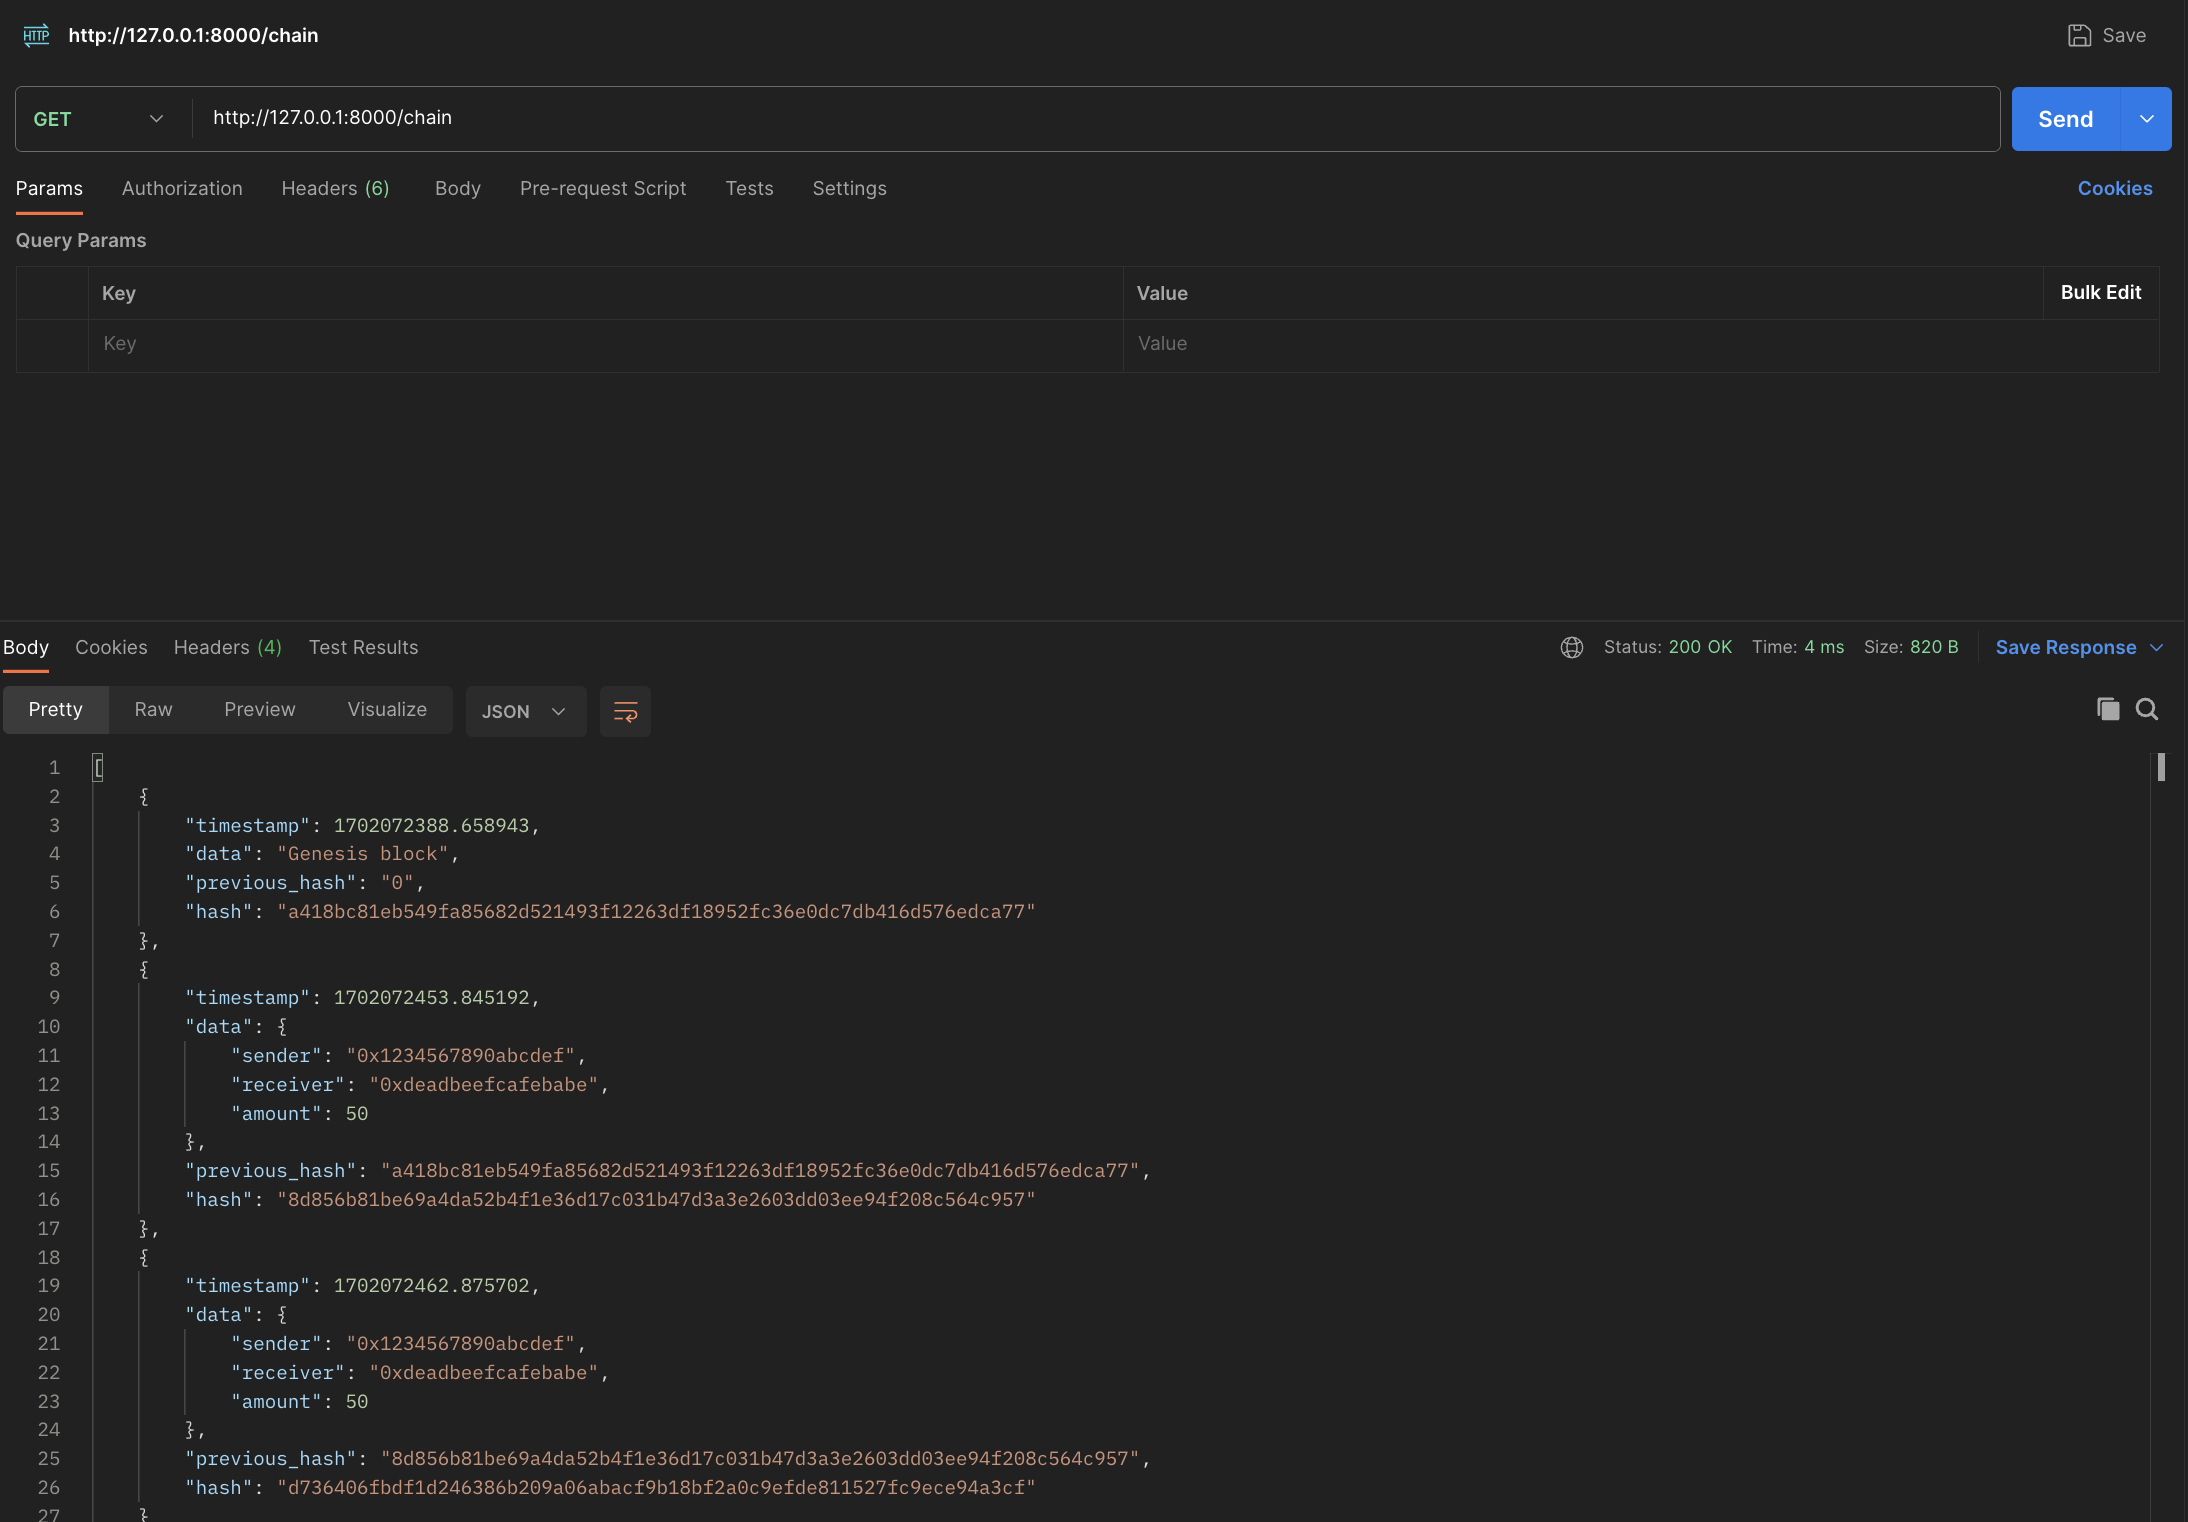 HTTP http://127.0.0.1:8000/chain Save
GET http://127.0.0.1:8000/chain Send
Params Authorization Headers (6) Body Pre-request Script Tests Settings Cookies
Query Params
Key Value Bulk Edit
Key Value
Body Cookies Headers (4) Test Results Status: 200 OK Time: 4 ms Size: 820 B Save Response
Pretty Raw Preview Visualize JSON
1 [
2 {
3 "timestamp": 1702072388.658943,
4 "data": "Genesis block",
5 "previous_hash": "0",
6 "hash": "a418bc81eb549fa85682d521493f12263df18952fc36e0dc7db416d576edca77"
7 },
8 {
9 "timestamp": 1702072453.845192,
10 "data": {
11 "sender": "0x1234567890abcdef",
12 "receiver": "0xdeadbeefcafebabe",
13 "amount": 50
14 },
15 "previous_hash": "a418bc81eb549fa85682d521493f12263df18952fc36e0dc7db416d576edca77",
16 "hash": "8d856b81be69a4da52b4f1e36d17c031b47d3a3e2603dd03ee94f208c564c957"
17 },
18 {
19 "timestamp": 1702072462.875702,
20 "data": {
21 "sender": "0x1234567890abcdef",
22 "receiver": "0xdeadbeefcafebabe",
23 "amount": 50
24 },
25 "previous_hash": "8d856b81be69a4da52b4f1e36d17c031b47d3a3e2603dd03ee94f208c564c957",
26 "hash": "d736406fbdf1d246386b209a06abacf9b18bf2a0c9efde811527fc9ece94a3cf"
27 }